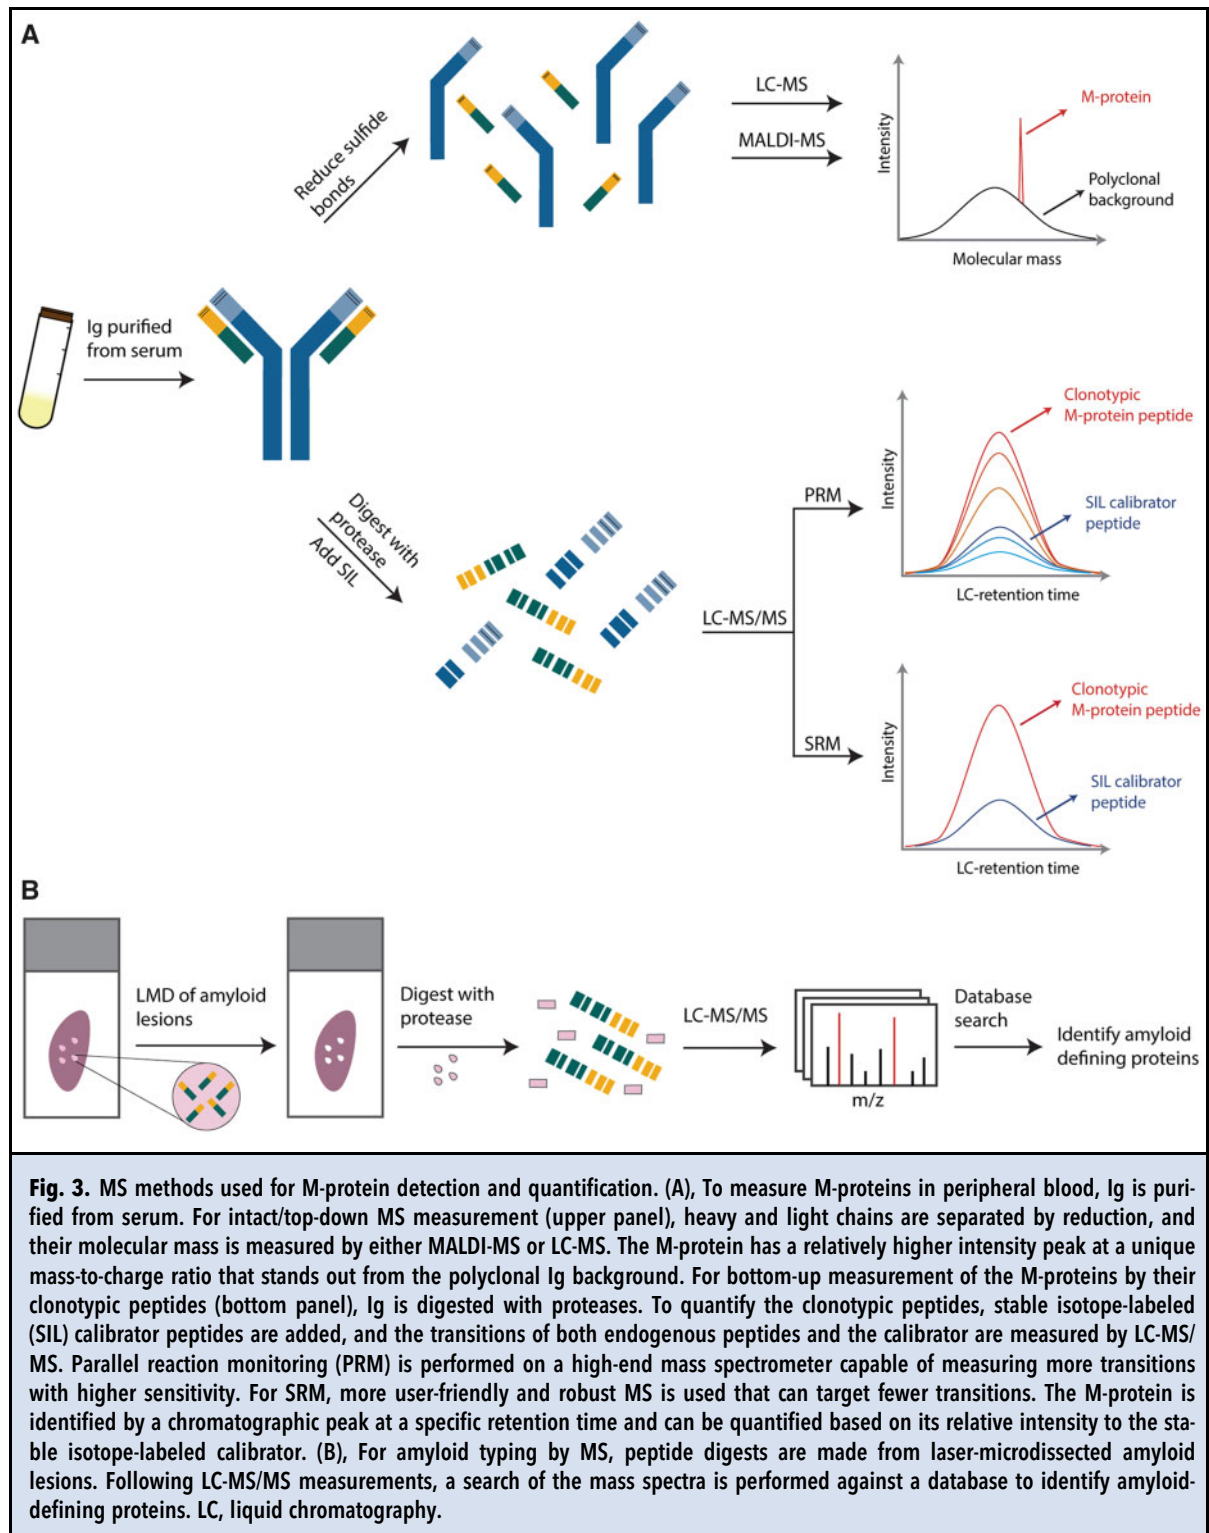 A
Reduce sulfide
bonds
LC-MS
MALDI-MS
Intensity
M-protein
Polyclonal
background
Molecular mass
Ig purified
from serum
Digest with
protease
Add SIL
LC-MS/MS
PRM
Intensity
Clonotypic
M-protein peptide
SIL calibrator
peptide
LC-retention time
SRM
Intensity
Clonotypic
M-protein peptide
SIL calibrator
peptide
LC-retention time
B
LMD of amyloid
lesions
Digest with
protease
LC-MS/MS
m/z
Database
search
Identify amyloid
defining proteins
Fig. 3. MS methods used for M-protein detection and quantification. (A), To measure M-proteins in peripheral blood, Ig is puri-
fied from serum. For intact/top-down MS measurement (upper panel), heavy and light chains are separated by reduction, and
their molecular mass is measured by either MALDI-MS or LC-MS. The M-protein has a relatively higher intensity peak at a unique
mass-to-charge ratio that stands out from the polyclonal Ig background. For bottom-up measurement of the M-proteins by their
clonotypic peptides (bottom panel), Ig is digested with proteases. To quantify the clonotypic peptides, stable isotope-labeled
(SIL) calibrator peptides are added, and the transitions of both endogenous peptides and the calibrator are measured by LC-MS/
MS. Parallel reaction monitoring (PRM) is performed on a high-end mass spectrometer capable of measuring more transitions
with higher sensitivity. For SRM, more user-friendly and robust MS is used that can target fewer transitions. The M-protein is
identified by a chromatographic peak at a specific retention time and can be quantified based on its relative intensity to the sta-
ble isotope-labeled calibrator. (B), For amyloid typing by MS, peptide digests are made from laser-microdissected amyloid
lesions. Following LC-MS/MS measurements, a search of the mass spectra is performed against a database to identify amyloid-
defining proteins. LC, liquid chromatography.